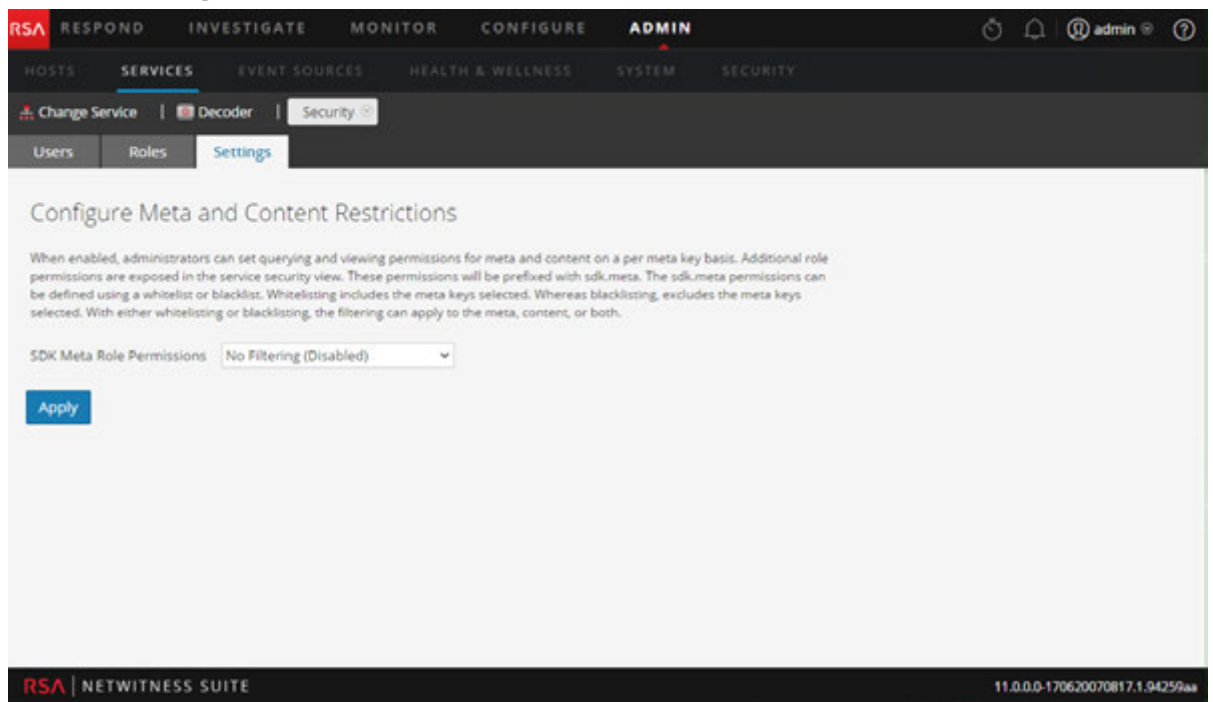 RSA RESPOND INVESTIGATE MONITOR CONFIGURE ADMIN admin ?
HOSTS SERVICES EVENT SOURCES HEALTH & WELLNESS SYSTEM SECURITY
Change Service | Decoder | Security
Users Roles Settings
Configure Meta and Content Restrictions
When enabled, administrators can set querying and viewing permissions for meta and content on a per meta key basis. Additional role
permissions are exposed in the service security view. These permissions will be prefixed with sdk.meta. The sdk.meta permissions can
be defined using a whitelist or blacklist. Whitelisting includes the meta keys selected. Whereas blacklisting, excludes the meta keys
selected. With either whitelisting or blacklisting, the filtering can apply to the meta, content, or both.
SDK Meta Role Permissions No Filtering (Disabled)
Apply
RSA | NETWITNESS SUITE 11.0.0.0-170620070817.1.94259aa